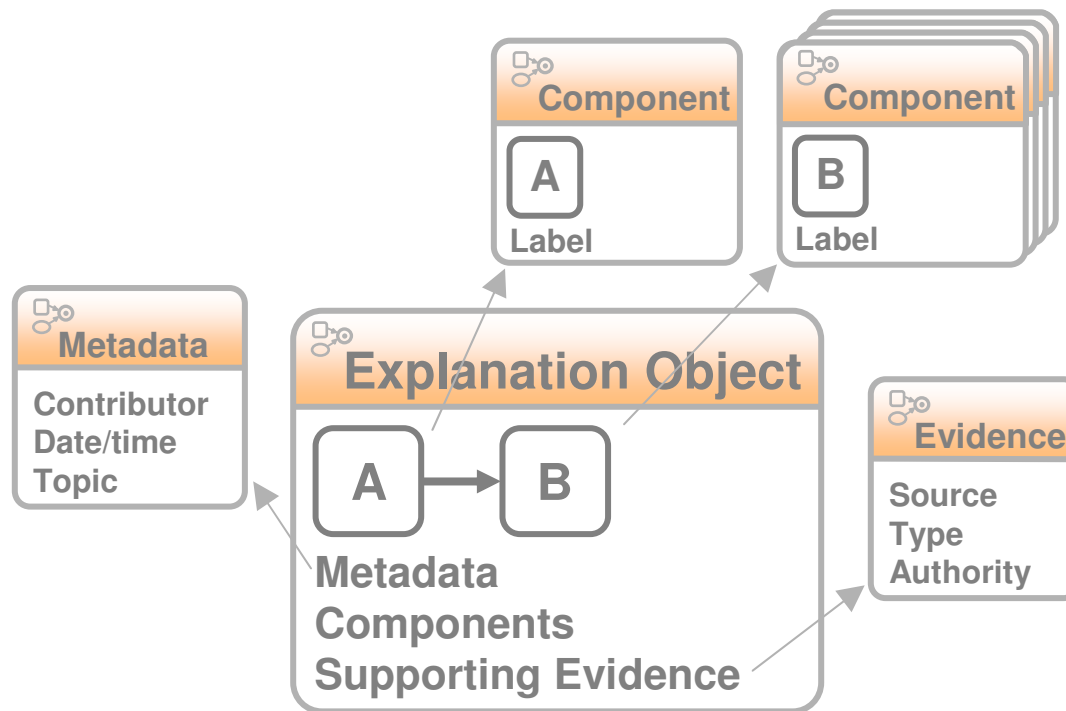 Component
A
Label
Component
B
Label
Metadata
Contributor
Date/time
Topic
Explanation Object
A
B
Metadata
Components
Supporting Evidence
Evidence
Source
Type
Authority